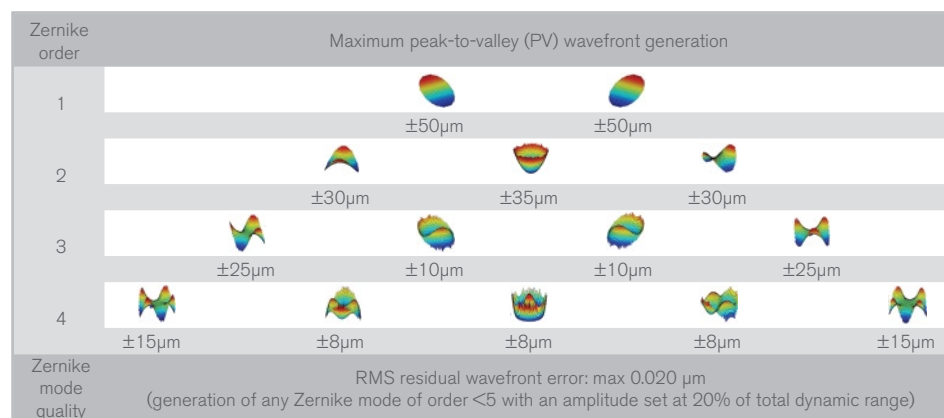 Zernike
order
Maximum peak-to-valley (PV) wavefront generation
1
±50µm ±50µm
2
±30µm ±35µm ±30µm
3
±25µm ±10µm ±10µm ±25µm
4
±15µm ±8µm ±8µm ±8µm ±15µm
Zernike
mode
quality
RMS residual wavefront error: max 0.020 µm
(generation of any Zernike mode of order <5 with an amplitude set at 20% of total dynamic range)